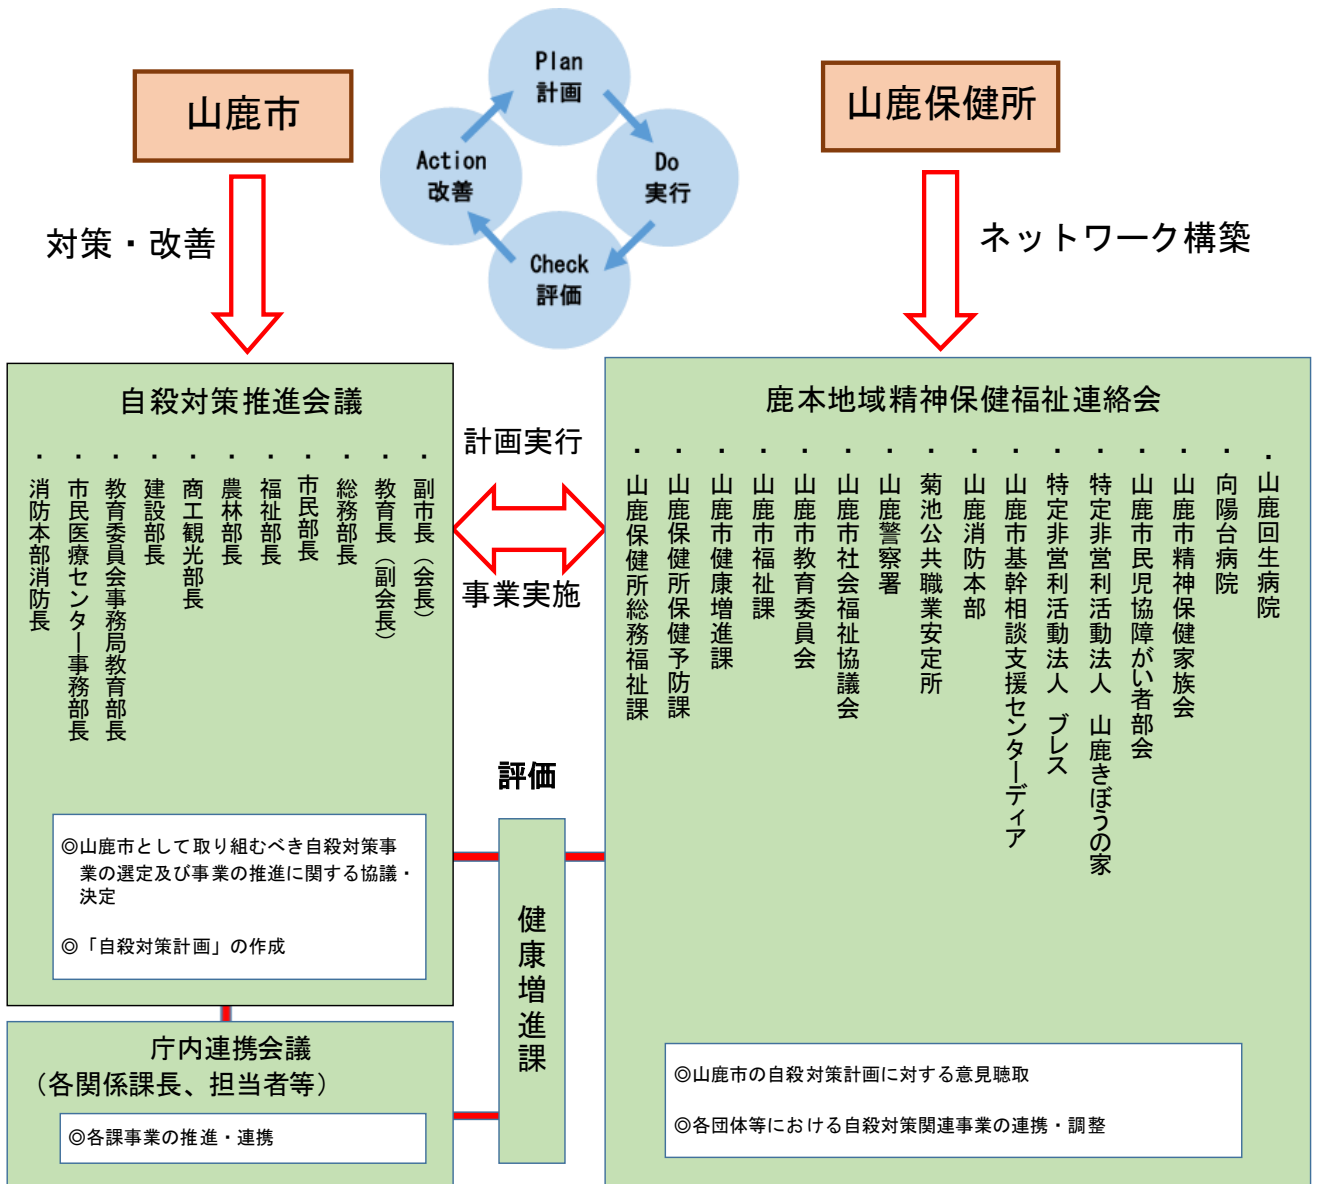 山鹿市
Plan
計画
Do
実行
Check
評価
Action
改善
山鹿保健所
対策・改善
ネットワーク構築
自殺対策推進会議
・副市長（会長）
・教育長（副会長）
・総務部長
・市民部長
・福祉部長
・農林部長
・商工観光部長
・建設部長
・教育委員会事務局教育部長
・市民医療センター事務部長
・消防本部消防長
◎山鹿市として取り組むべき自殺対策事
業の選定及び事業の推進に関する協議・
決定
◎「自殺対策計画」の作成
計画実行
事業実施
鹿本地域精神保健福祉連絡会
・山鹿回生病院
・向陽台病院
・山鹿市精神保健家族会
・山鹿市民児協障がい者部会
・特定非営利活動法人 山鹿きぼうの家
・特定非営利活動法人 ブレス
・山鹿市基幹相談支援センターディア
・山鹿消防本部
・菊池公共職業安定所
・山鹿警察署
・山鹿市社会福祉協議会
・山鹿市教育委員会
・山鹿市福祉課
・山鹿市健康増進課
・山鹿保健所保健予防課
・山鹿保健所総務福祉課
◎山鹿市の自殺対策計画に対する意見聴取
◎各団体等における自殺対策関連事業の連携・調整
評価
健康増進課
庁内連携会議
（各関係課長、担当者等）
◎各課事業の推進・連携